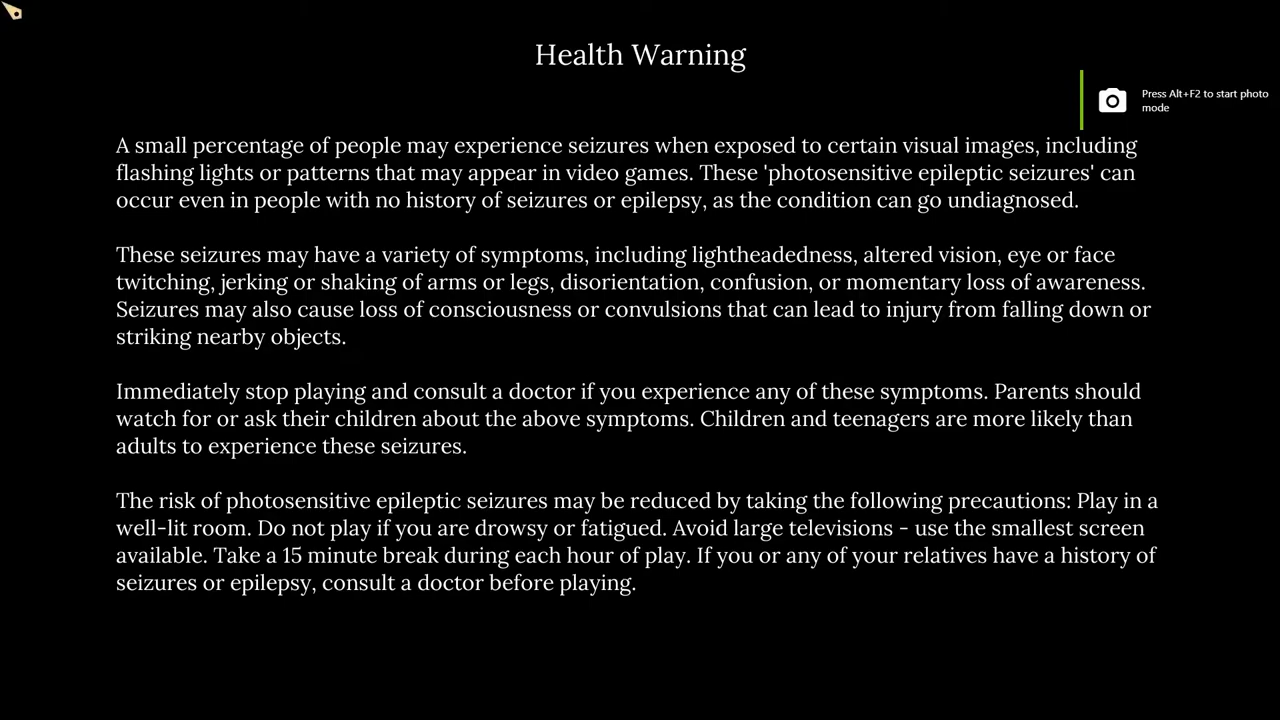 Health Warning
Press Alt+F2 to start photo
mode
A small percentage of people may experience seizures when exposed to certain visual images, including
flashing lights or patterns that may appear in video games. These 'photosensitive epileptic seizures' can
occur even in people with no history of seizures or epilepsy, as the condition can go undiagnosed.
These seizures may have a variety of symptoms, including lightheadedness, altered vision, eye or face
twitching, jerking or shaking of arms or legs, disorientation, confusion, or momentary loss of awareness.
Seizures may also cause loss of consciousness or convulsions that can lead to injury from falling down or
striking nearby objects.
Immediately stop playing and consult a doctor if you experience any of these symptoms. Parents should
watch for or ask their children about the above symptoms. Children and teenagers are more likely than
adults to experience these seizures.
The risk of photosensitive epileptic seizures may be reduced by taking the following precautions: Play in a
well-lit room. Do not play if you are drowsy or fatigued. Avoid large televisions - use the smallest screen
available. Take a 15 minute break during each hour of play. If you or any of your relatives have a history of
seizures or epilepsy, consult a doctor before playing.